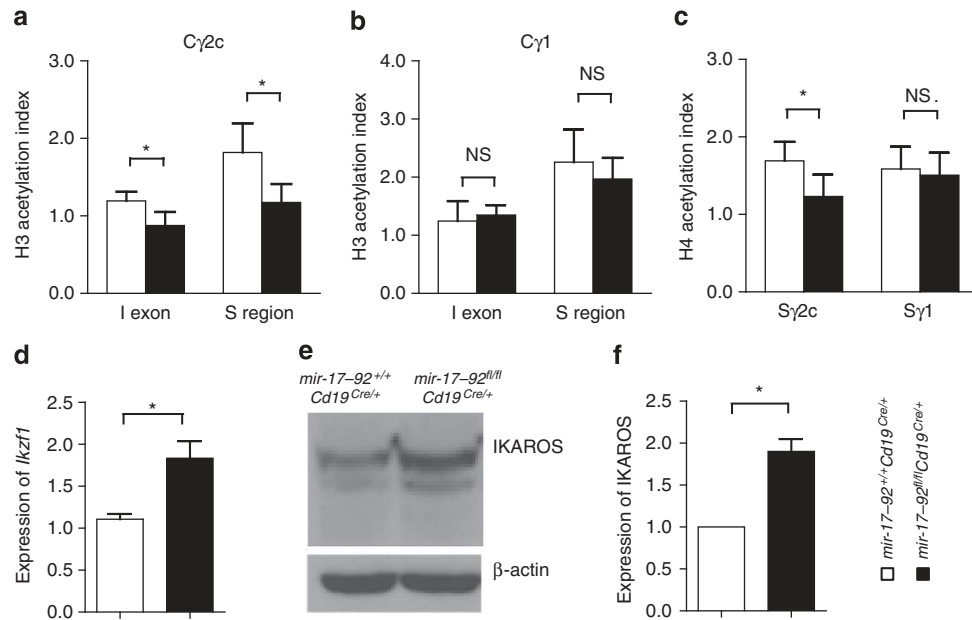 a
Cγ2c
H3 acetylation index
3.0
2.0
1.0
0.0
*
*
I exon
S region
b
Cγ1
H3 acetylation index
4.0
3.0
2.0
1.0
0.0
NS
NS
I exon
S region
c
H4 acetylation index
3.0
2.0
1.0
0.0
*
NS.
Sγ2c
Sγ1
d
Expression of Ikzf1
2.5
2.0
1.5
1.0
0.5
0.0
*
e
mir-17–92+/+ mir-17–92fl/fl
Cd19Cre/+ Cd19Cre/+
IKAROS
β-actin
f
Expression of IKAROS
2.5
2.0
1.5
1.0
0.5
0.0
*
mir-17–92+/+Cd19Cre/+
mir-17–92fl/flCd19Cre/+